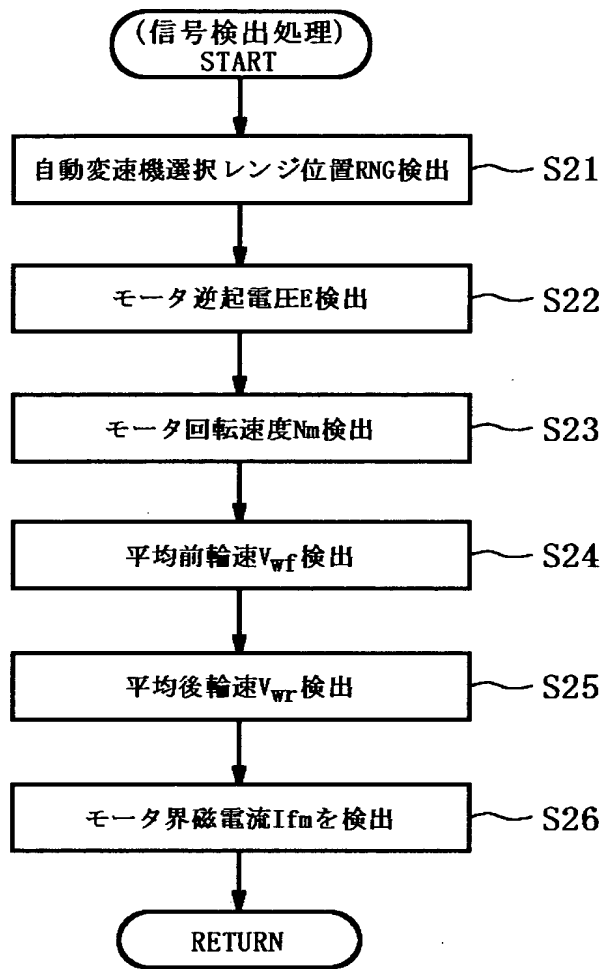 (信号検出処理)
START
自動変速機選択レンジ位置RNG検出
S21
モータ逆起電圧E検出
S22
モータ回転速度Nm検出
S23
平均前輪速Vwf検出
S24
平均後輪速Vwr検出
S25
モータ界磁電流Ifmを検出
S26
RETURN